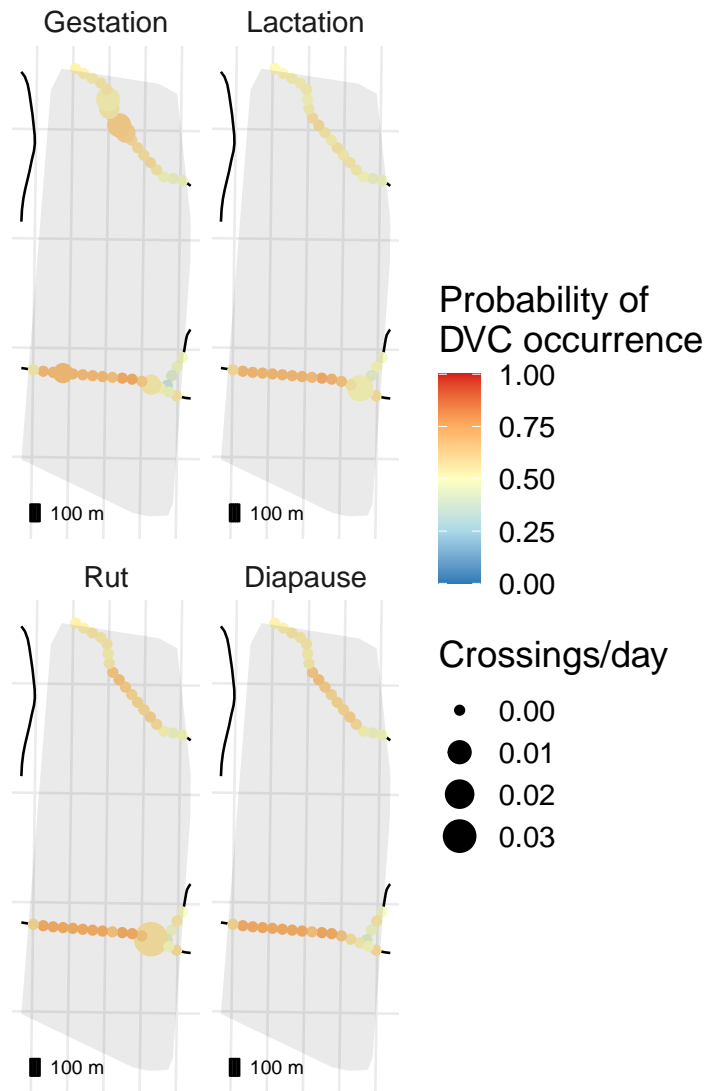 Gestation
Lactation
100 m
100 m
Rut
Diapause
100 m
100 m
Probability of
DVC occurrence
1.00
0.75
0.50
0.25
0.00
Crossings/day
0.00
0.01
0.02
0.03